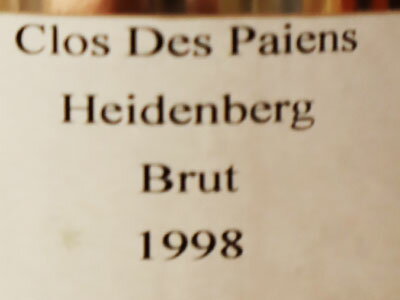 Clos Des Paiens
Heidenberg
Brut
1998